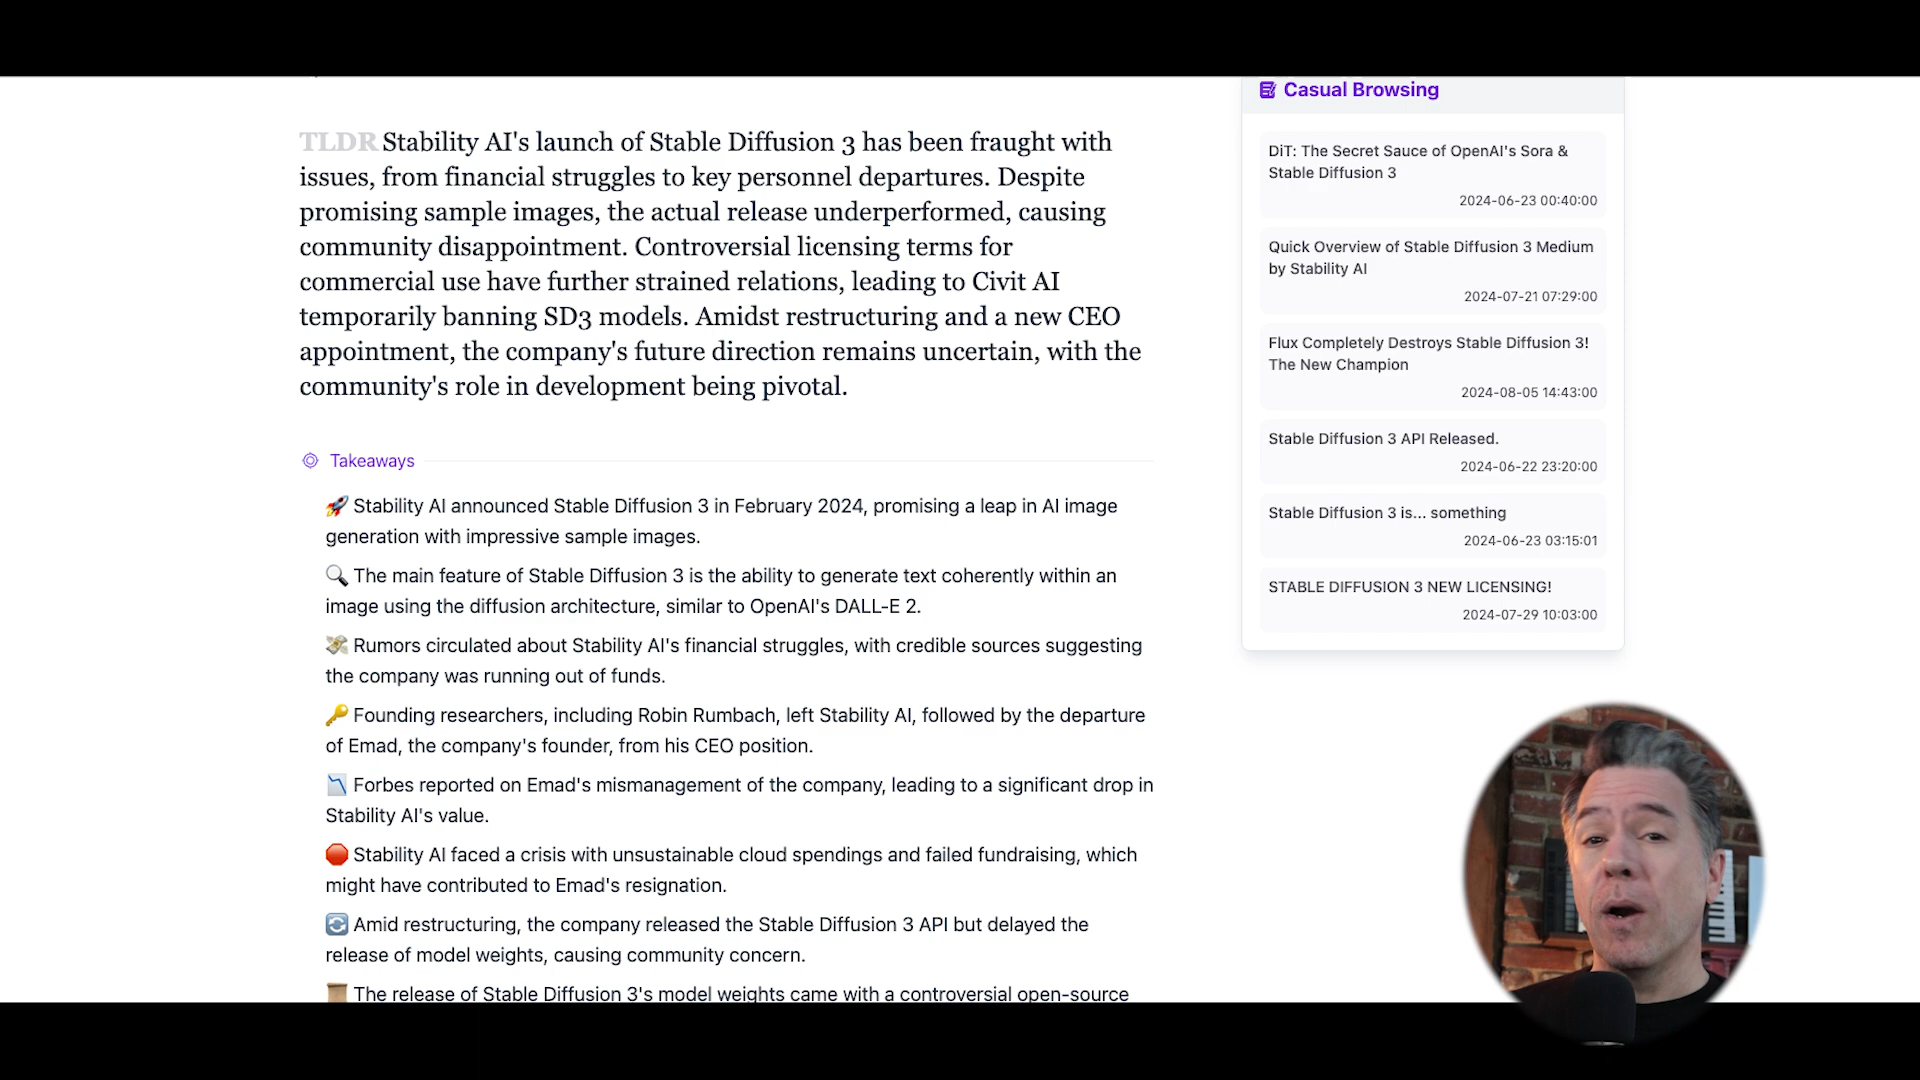 TLDR Stability AI's launch of Stable Diffusion 3 has been fraught with
issues, from financial struggles to key personnel departures. Despite
promising sample images, the actual release underperformed, causing
community disappointment. Controversial licensing terms for
commercial use have further strained relations, leading to Civit AI
temporarily banning SD3 models. Amidst restructuring and a new CEO
appointment, the company's future direction remains uncertain, with the
community's role in development being pivotal.
Takeaways
🚀 Stability AI announced Stable Diffusion 3 in February 2024, promising a leap in AI image
generation with impressive sample images.
🔍 The main feature of Stable Diffusion 3 is the ability to generate text coherently within an
image using the diffusion architecture, similar to OpenAI's DALL-E 2.
💸 Rumors circulated about Stability AI's financial struggles, with credible sources suggesting
the company was running out of funds.
🔑 Founding researchers, including Robin Rumbach, left Stability AI, followed by the departure
of Emad, the company's founder, from his CEO position.
📉 Forbes reported on Emad's mismanagement of the company, leading to a significant drop in
Stability AI's value.
🛑 Stability AI faced a crisis with unsustainable cloud spendings and failed fundraising, which
might have contributed to Emad's resignation.
🔄 Amid restructuring, the company released the Stable Diffusion 3 API but delayed the
release of model weights, causing community concern.
📜 The release of Stable Diffusion 3's model weights came with a controversial open-source
Casual Browsing
DiT: The Secret Sauce of OpenAI's Sora &
Stable Diffusion 3
2024-06-23 00:40:00
Quick Overview of Stable Diffusion 3 Medium
by Stability AI
2024-07-21 07:29:00
Flux Completely Destroys Stable Diffusion 3!
The New Champion
2024-08-05 14:43:00
Stable Diffusion 3 API Released.
2024-06-22 23:20:00
Stable Diffusion 3 is... something
2024-06-23 03:15:01
STABLE DIFFUSION 3 NEW LICENSING!
2024-07-29 10:03:00